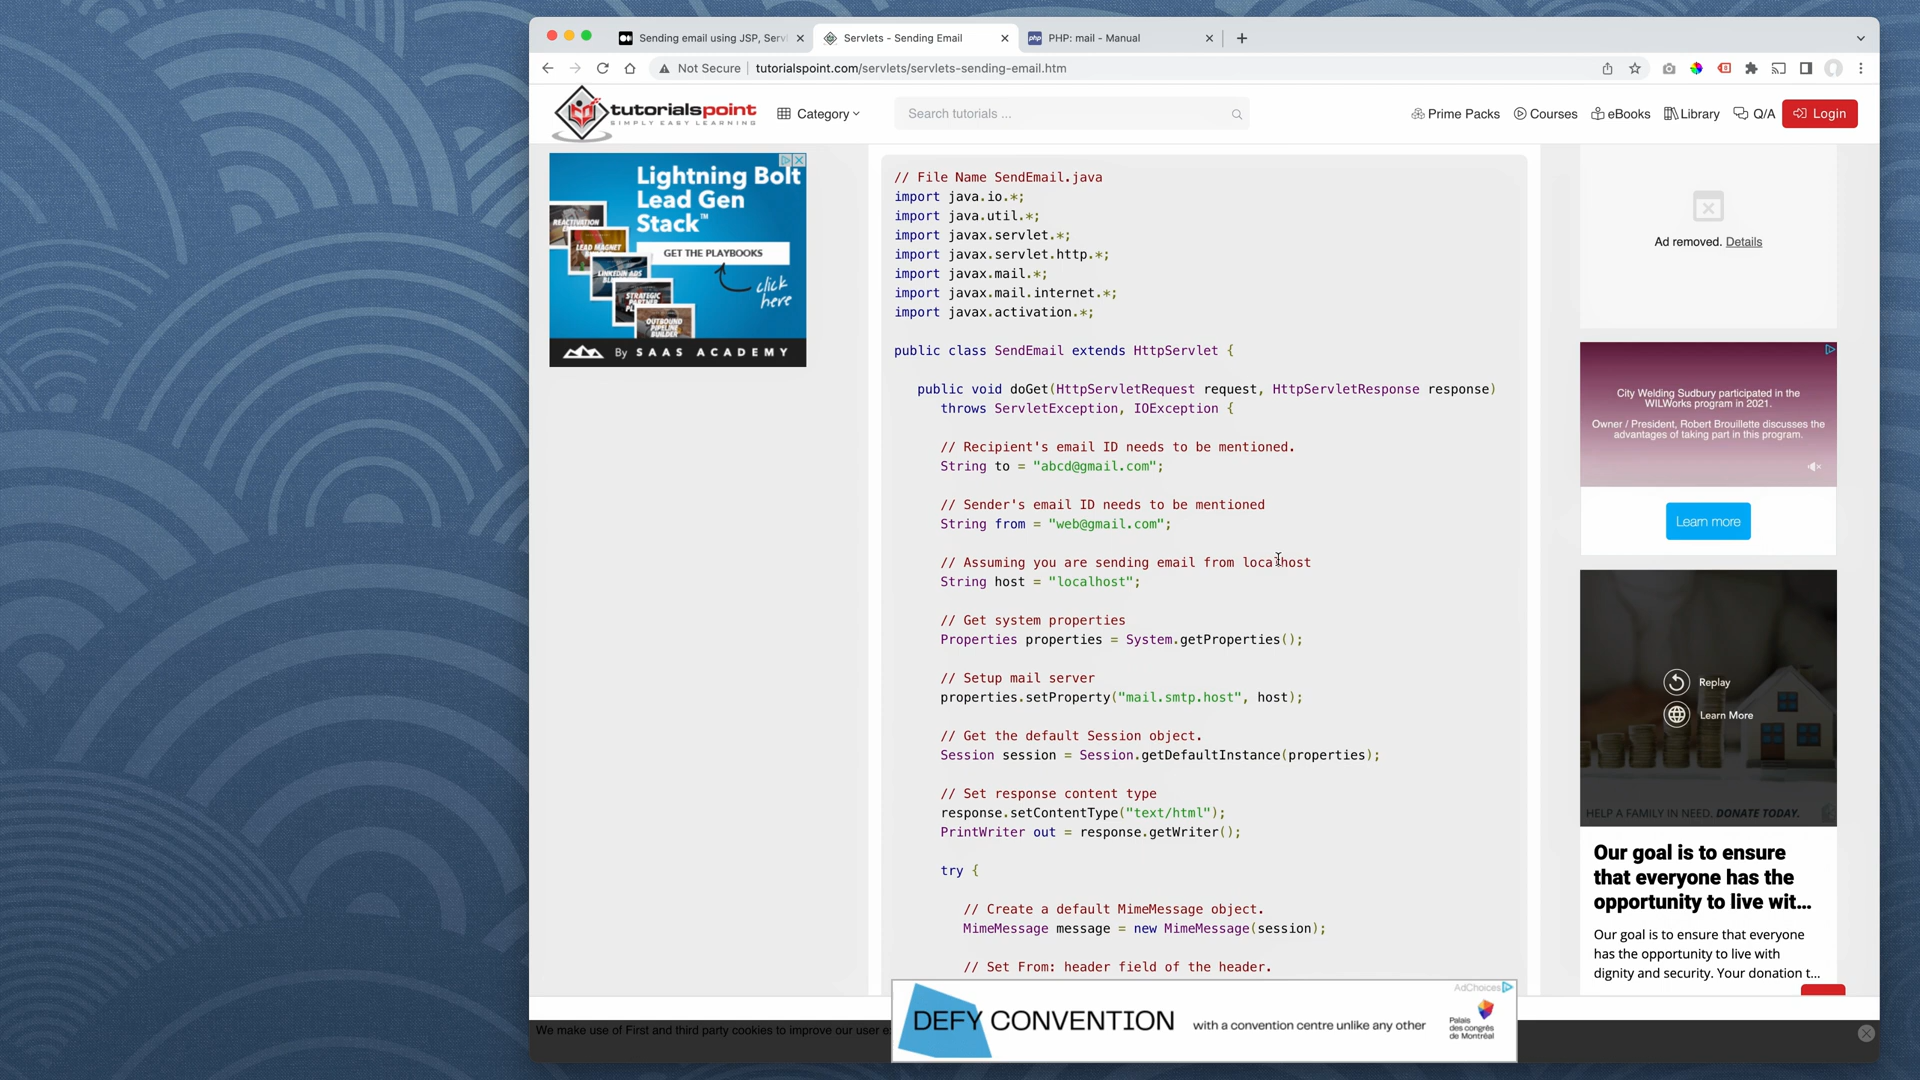 Sending email using JSP, Serv
Servlets - Sending Email
PHP: mail - Manual
Not Secure
tutorialspoint.com/servlets/servlets-sending-email.htm
tutorialspoint
SIMPLY EASY LEARNING
Category
Search tutorials ...
Prime Packs
Courses
eBooks
Library
Q/A
Login
Lightning Bolt
Lead Gen
Stack™
GET THE PLAYBOOKS
click
here
REACTIVATION
LEAD MAGNET
LINKEDIN ADS
STRATEGIC
OUTBOUND
PIPELINE
BUILDER
By SAAS ACADEMY
// File Name SendEmail.java
import java.io.*;
import java.util.*;
import javax.servlet.*;
import javax.servlet.http.*;
import javax.mail.*;
import javax.mail.internet.*;
import javax.activation.*;
public class SendEmail extends HttpServlet {
public void doGet(HttpServletRequest request, HttpServletResponse response)
throws ServletException, IOException {
// Recipient's email ID needs to be mentioned.
String to = "abcd@gmail.com";
// Sender's email ID needs to be mentioned
String from = "web@gmail.com";
// Assuming you are sending email from localhost
String host = "localhost";
// Get system properties
Properties properties = System.getProperties();
// Setup mail server
properties.setProperty("mail.smtp.host", host);
// Get the default Session object.
Session session = Session.getDefaultInstance(properties);
// Set response content type
response.setContentType("text/html");
PrintWriter out = response.getWriter();
try {
// Create a default MimeMessage object.
MimeMessage message = new MimeMessage(session);
// Set From: header field of the header.
Ad removed. Details
City Welding Sudbury participated in the
WILWorks program in 2021.
Owner / President, Robert Brouillette discusses the
advantages of taking part in this program.
Learn more
Replay
Learn More
HELP A FAMILY IN NEED. DONATE TODAY.
Our goal is to ensure
that everyone has the
opportunity to live wit...
Our goal is to ensure that everyone
has the opportunity to live with
dignity and security. Your donation t...
We make use of First and third party cookies to improve our user
AdChoices
DEFY CONVENTION
with a convention centre unlike any other
Palais
des congrès
de Montréal